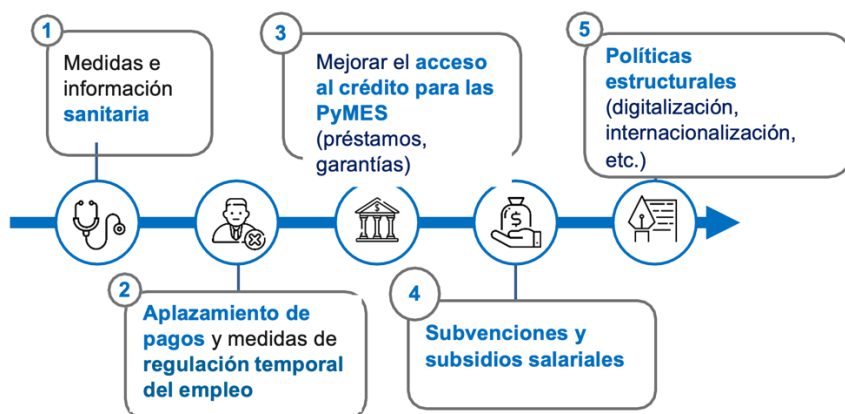 1
Medidas e
información
sanitaria
2
Aplazamiento de
pagos y medidas de
regulación temporal
del empleo
3
Mejorar el acceso
al crédito para las
PyMES
(préstamos,
garantías)
4
Subvenciones y
subsidios salariales
5
Políticas
estructurales
(digitalización,
internacionalización,
etc.)
$
$